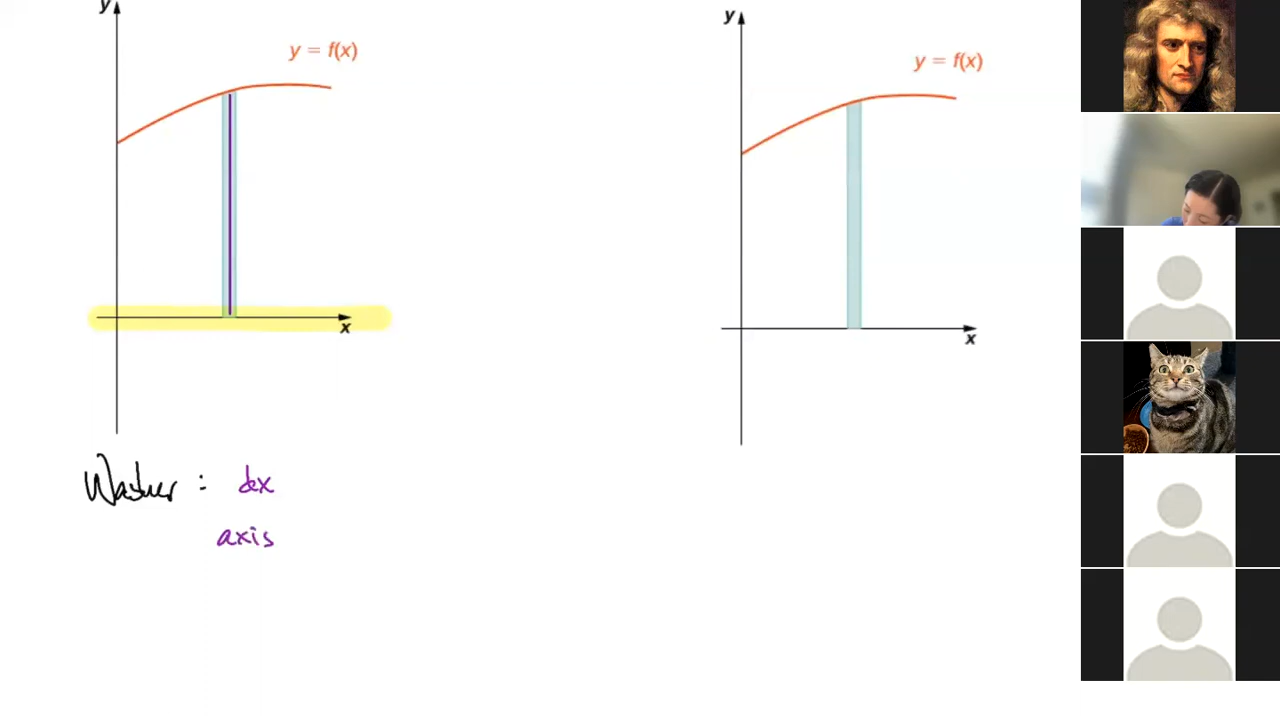 y
y = f(x)
x
y
y = f(x)
x
Washer : dx
axis